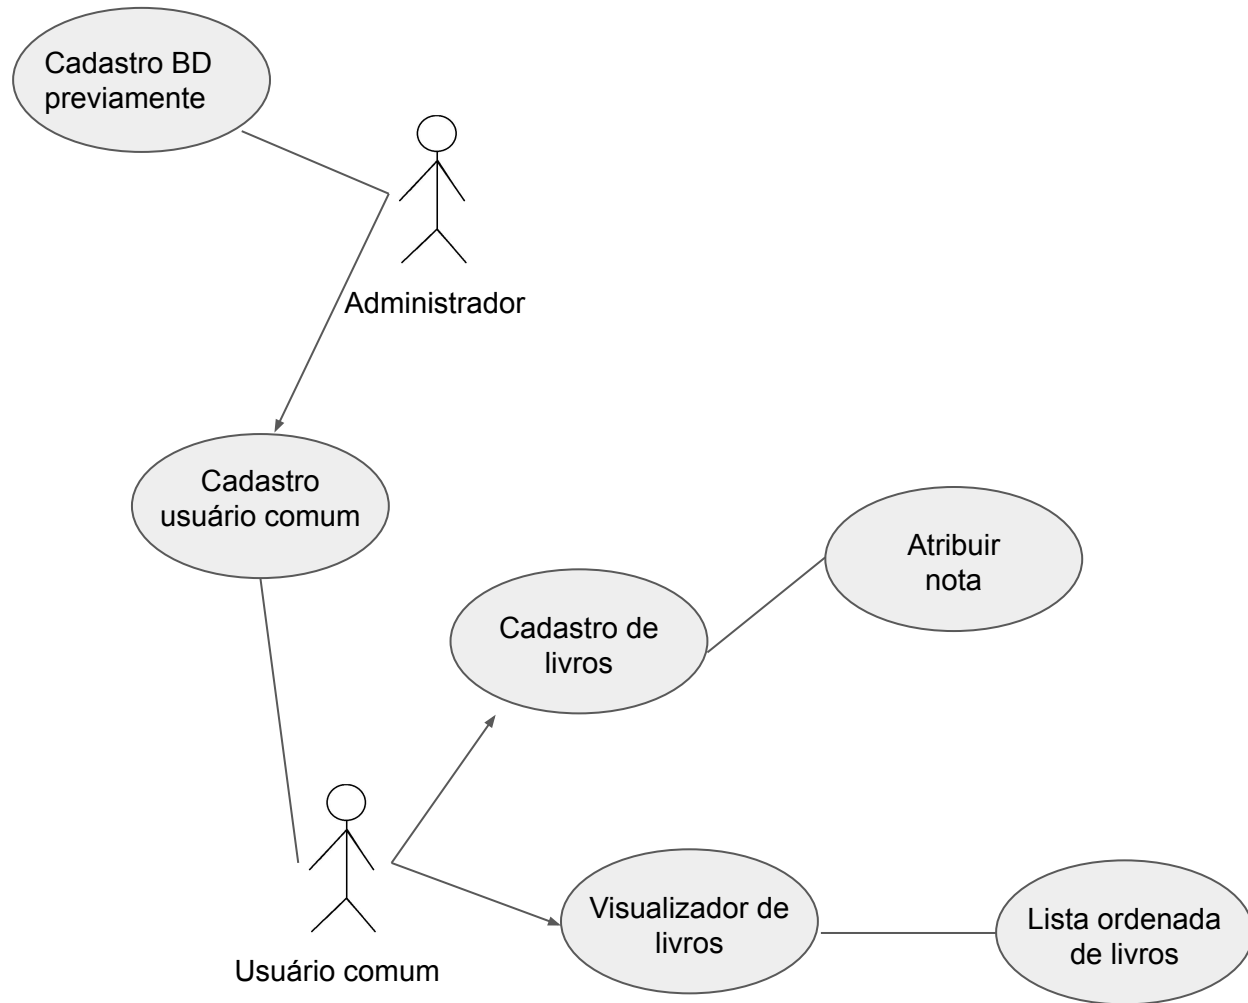 Cadastro BD
previamente
Administrador
Cadastro
usuário comum
Atribuir
nota
Cadastro de
livros
Visualizador de
livros
Lista ordenada
de livros
Usuário comum